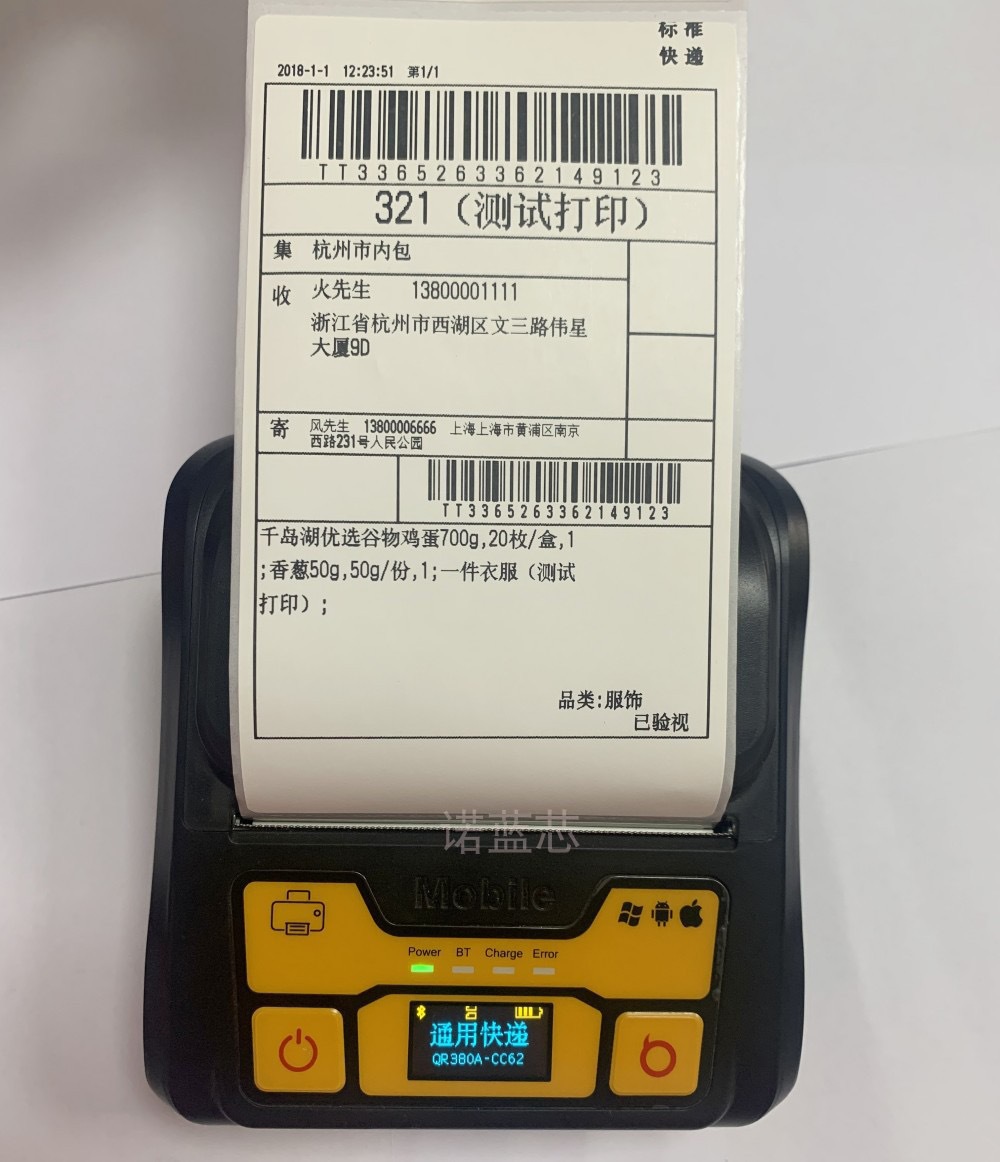 标准
快递
2018-1-1 12:23:51 第1/1
TT3365263362149123
321（测试打印）
集 杭州市内包
收 火先生 13800001111
浙江省杭州市西湖区文三路伟星
大厦9D
寄 风先生 13800006666 上海上海市黄浦区南京
西路231号人民公园
TT3365263362149123
千岛湖优选谷物鸡蛋700g,20枚/盒,1
;香葱50g,50g/份,1;一件衣服（测试
打印）;
品类:服饰
已验视
诺蓝芯
Mobile
Power BT Charge Error
通用快递
QR380A-CC62